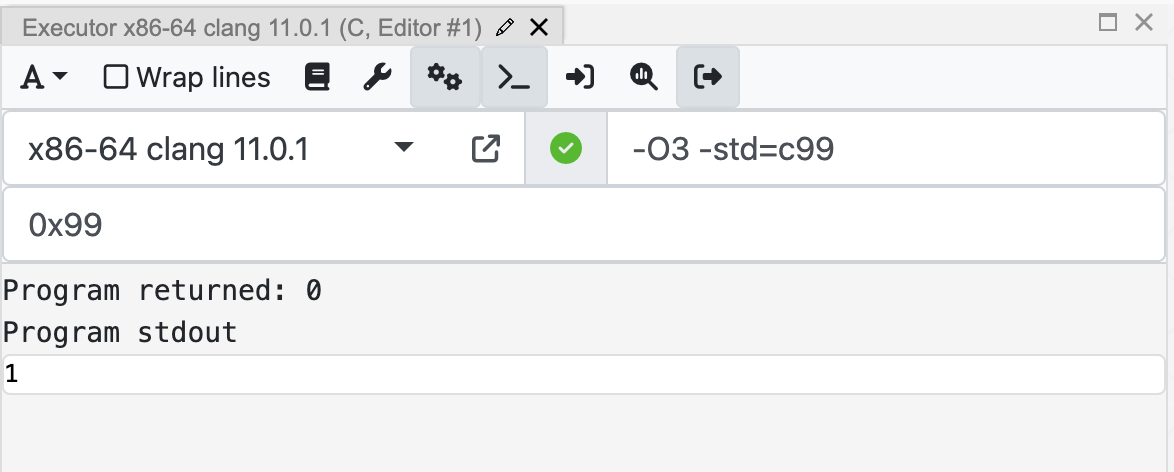 Executor x86-64 clang 11.0.1 (C, Editor #1)
A Wrap lines
x86-64 clang 11.0.1 -O3 -std=c99
0x99
Program returned: 0
Program stdout
1